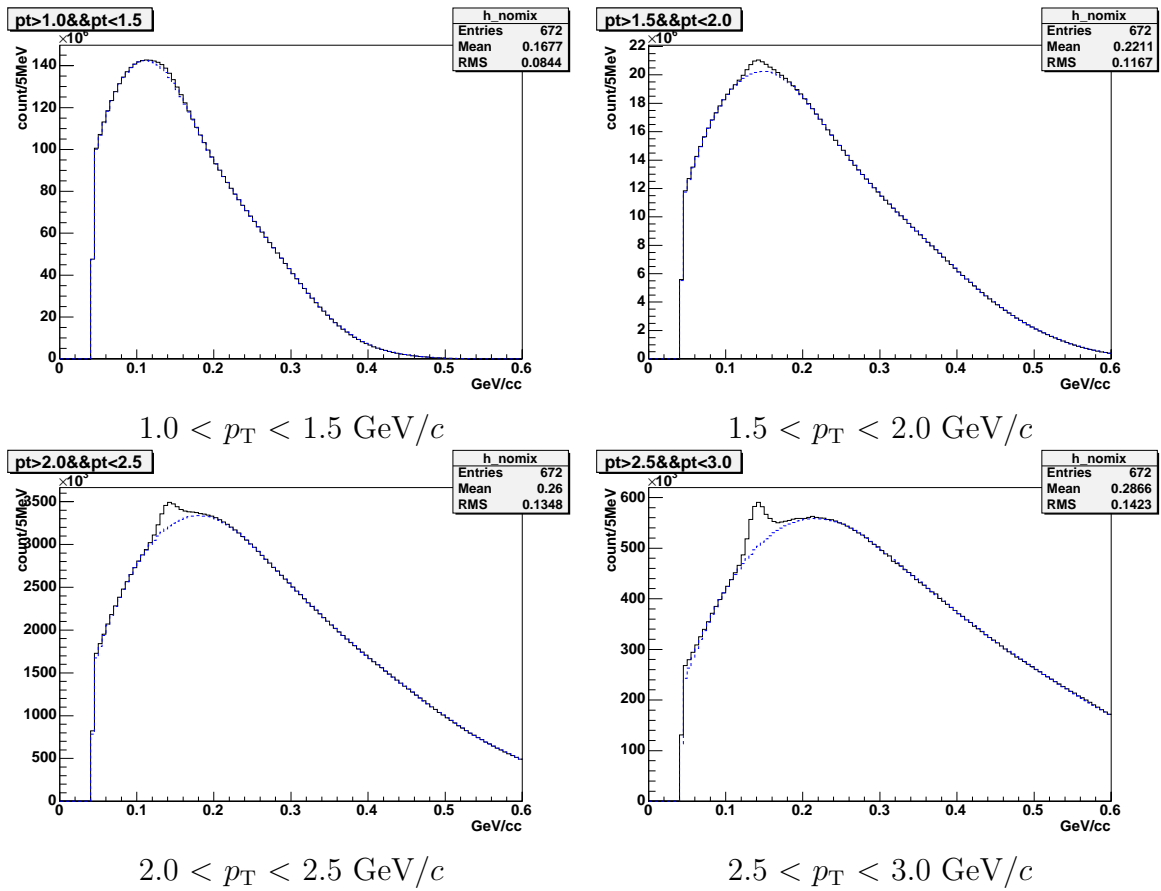 pt>1.0&&pt<1.5
h_nomix
Entries 672
Mean 0.1677
RMS 0.0844
×10⁶
count/5MeV
140
120
100
80
60
40
20
0
0 0.1 0.2 0.3 0.4 0.5 0.6
GeV/cc
1.0 < p_T < 1.5 GeV/c
pt>1.5&&pt<2.0
h_nomix
Entries 672
Mean 0.2211
RMS 0.1167
×10⁶
count/5MeV
22
20
18
16
14
12
10
8
6
4
2
0
0 0.1 0.2 0.3 0.4 0.5 0.6
GeV/cc
1.5 < p_T < 2.0 GeV/c
pt>2.0&&pt<2.5
h_nomix
Entries 672
Mean 0.26
RMS 0.1348
×10³
count/5MeV
3500
3000
2500
2000
1500
1000
500
0
0 0.1 0.2 0.3 0.4 0.5 0.6
GeV/cc
2.0 < p_T < 2.5 GeV/c
pt>2.5&&pt<3.0
h_nomix
Entries 672
Mean 0.2866
RMS 0.1423
×10³
count/5MeV
600
500
400
300
200
100
0
0 0.1 0.2 0.3 0.4 0.5 0.6
GeV/cc
2.5 < p_T < 3.0 GeV/c